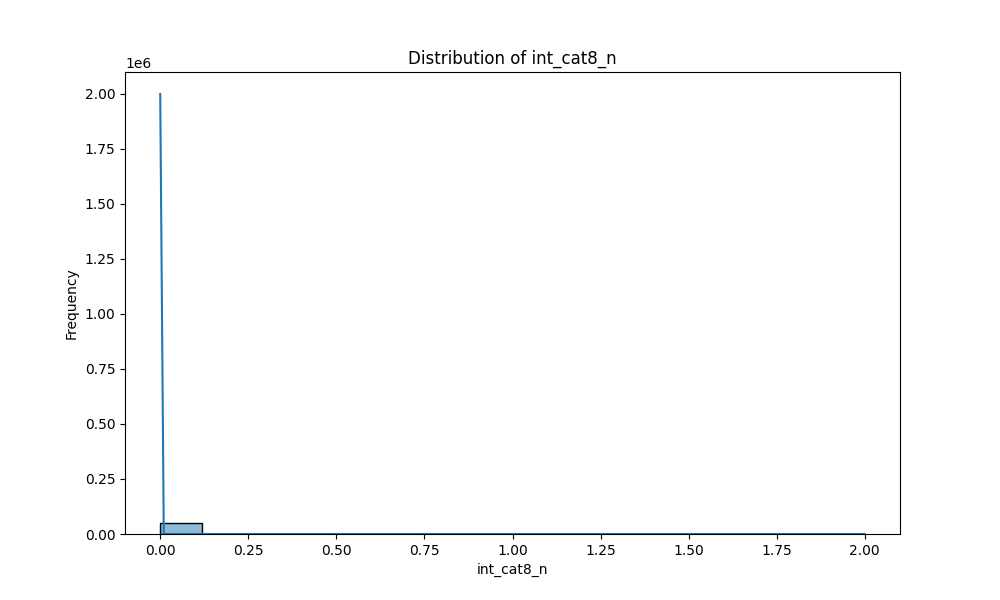 Distribution of int_cat8_n
1e6
2.00
1.75
1.50
1.25
1.00
0.75
0.50
0.25
0.00
Frequency
0.00 0.25 0.50 0.75 1.00 1.25 1.50 1.75 2.00
int_cat8_n